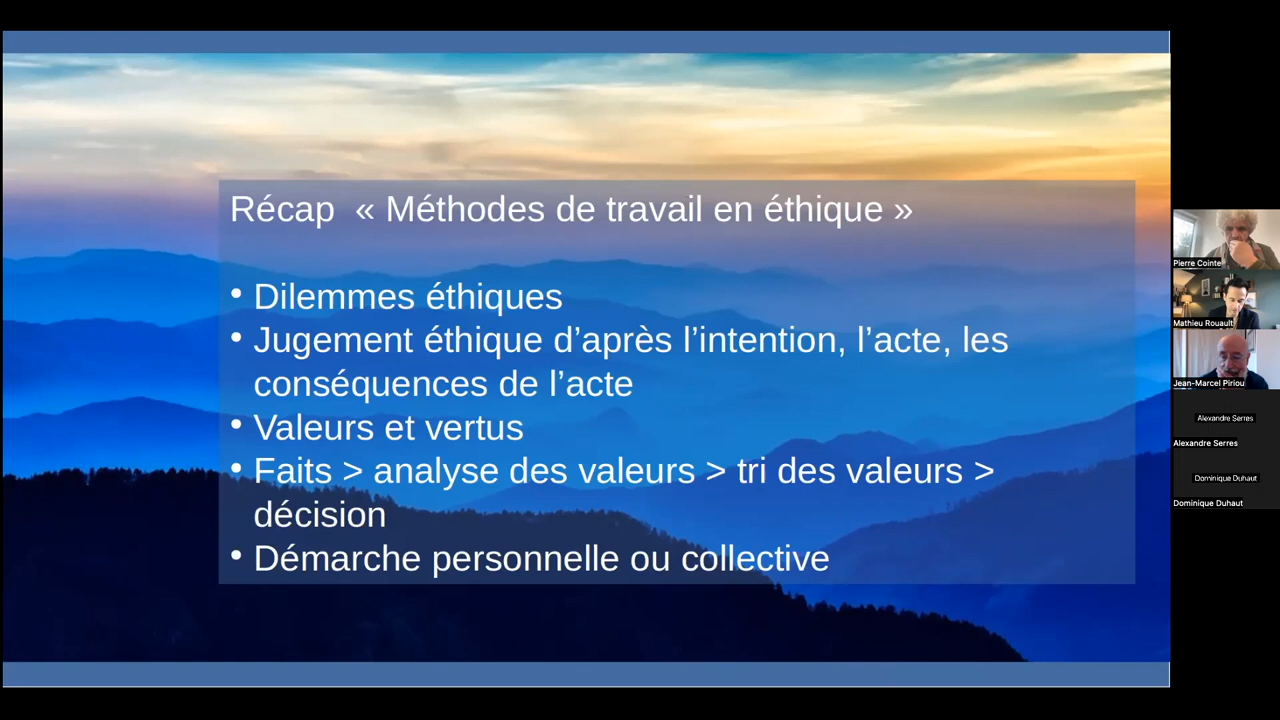 Récap « Méthodes de travail en éthique »
• Dilemmes éthiques
• Jugement éthique d’après l’intention, l’acte, les
conséquences de l’acte
• Valeurs et vertus
• Faits > analyse des valeurs > tri des valeurs >
décision
• Démarche personnelle ou collective
Pierre Cointe
Mathieu Rouault
Jean-Marcel Piriou
Alexandre Serres
Alexandre Serres
Dominique Duhaut
Dominique Duhaut